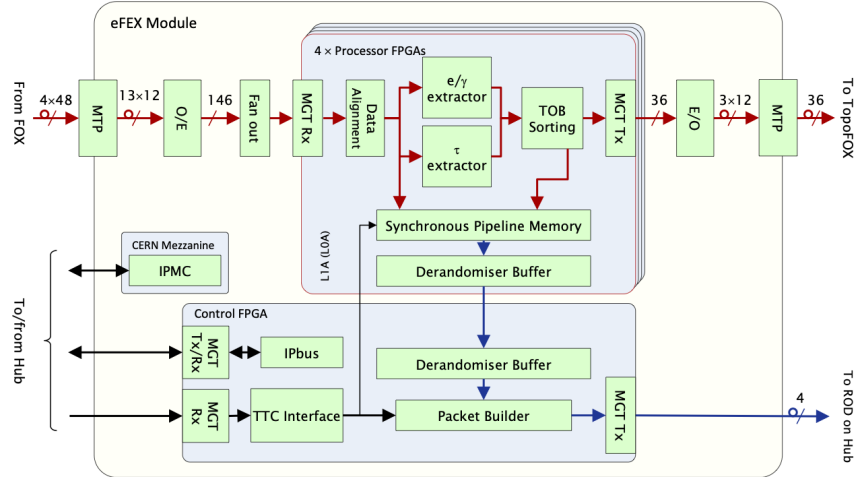 eFEX Module
4 × Processor FPGAs
From FOX
4×48
MTP
13×12
O/E
146
Fan out
MGT Rx
Data
Alignment
e/γ
extractor
τ
extractor
TOB
Sorting
MGT Tx
36
E/O
3×12
MTP
36
To TopoFOX
Synchronous Pipeline Memory
L1A (L0A)
Derandomiser Buffer
CERN Mezzanine
IPMC
To/from Hub
Control FPGA
MGT
Tx/Rx
IPbus
Derandomiser Buffer
MGT
Rx
TTC Interface
Packet Builder
MGT Tx
4
To ROD on Hub